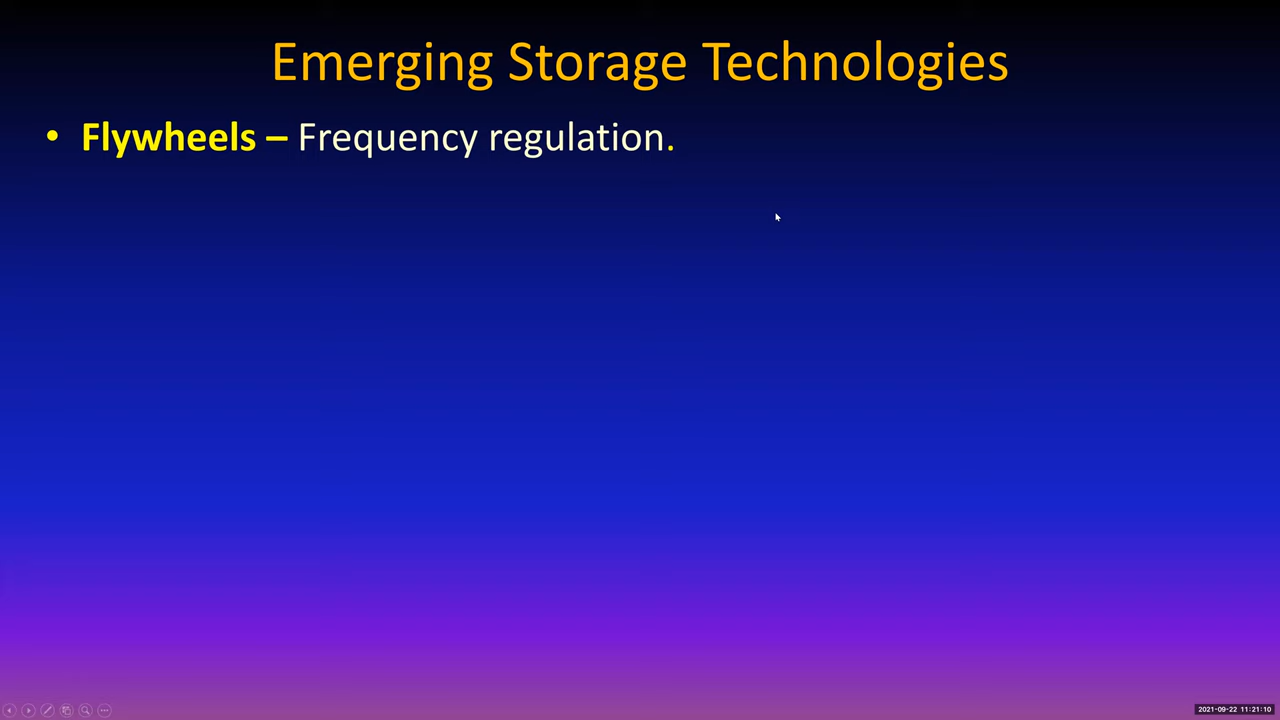 Emerging Storage Technologies
• Flywheels – Frequency regulation.
2021-09-22 11:21:10